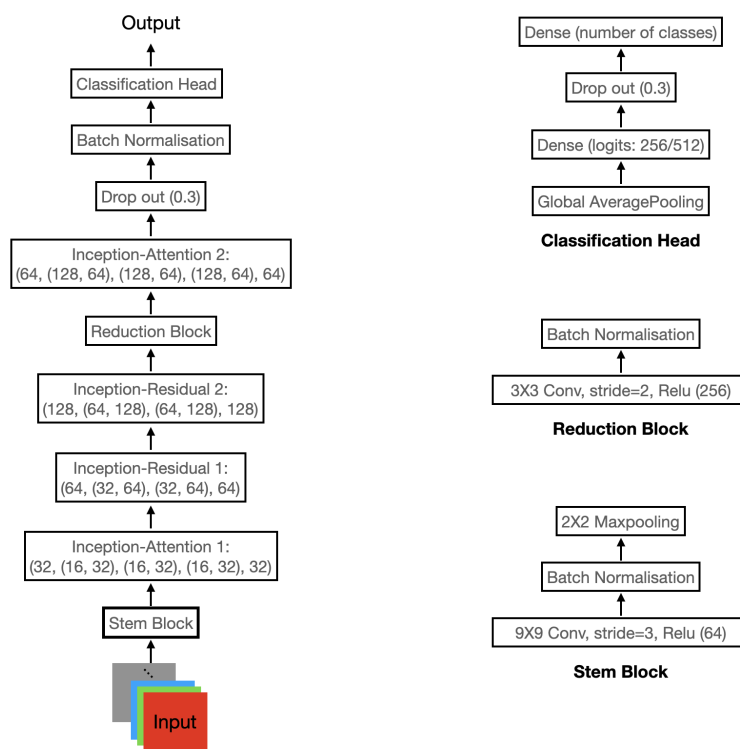 Output
Classification Head
Batch Normalisation
Drop out (0.3)
Inception-Attention 2:
(64, (128, 64), (128, 64), (128, 64), 64)
Reduction Block
Inception-Residual 2:
(128, (64, 128), (64, 128), 128)
Inception-Residual 1:
(64, (32, 64), (32, 64), 64)
Inception-Attention 1:
(32, (16, 32), (16, 32), (16, 32), 32)
Stem Block
Input
Dense (number of classes)
Drop out (0.3)
Dense (logits: 256/512)
Global AveragePooling
Classification Head
Batch Normalisation
3X3 Conv, stride=2, Relu (256)
Reduction Block
2X2 Maxpooling
Batch Normalisation
9X9 Conv, stride=3, Relu (64)
Stem Block